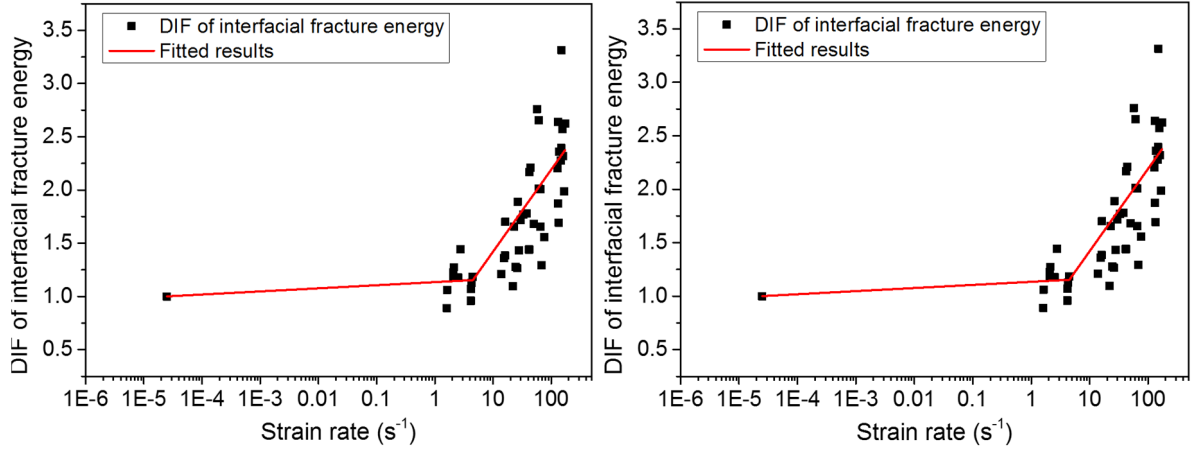 DIF of interfacial fracture energy
3.5
3.0
2.5
2.0
1.5
1.0
0.5
DIF of interfacial fracture energy
Fitted results
1E-6 1E-5 1E-4 1E-3 0.01 0.1 1 10 100
Strain rate (s⁻¹)
DIF of interfacial fracture energy
3.5
3.0
2.5
2.0
1.5
1.0
0.5
DIF of interfacial fracture energy
Fitted results
1E-6 1E-5 1E-4 1E-3 0.01 0.1 1 10 100
Strain rate (s⁻¹)